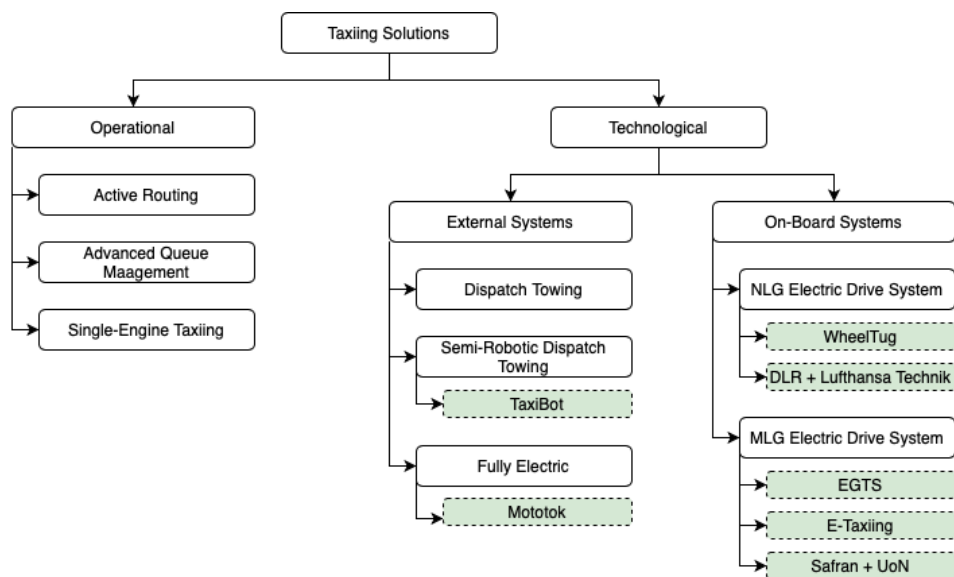 Taxiing Solutions
Operational
Technological
Active Routing
Advanced Queue
Maagement
Single-Engine Taxiing
External Systems
Dispatch Towing
Semi-Robotic Dispatch
Towing
TaxiBot
Fully Electric
Mototok
On-Board Systems
NLG Electric Drive System
WheelTug
DLR + Lufthansa Technik
MLG Electric Drive System
EGTS
E-Taxiing
Safran + UoN